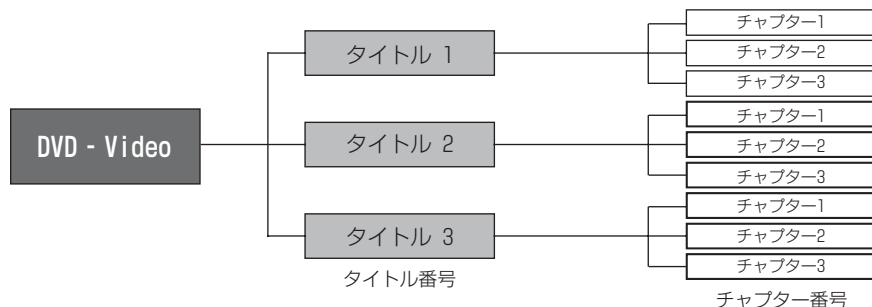 DVD - Video
タイトル 1
チャプター1
チャプター2
チャプター3
タイトル 2
チャプター1
チャプター2
チャプター3
タイトル 3
チャプター1
チャプター2
チャプター3
タイトル番号
チャプター番号